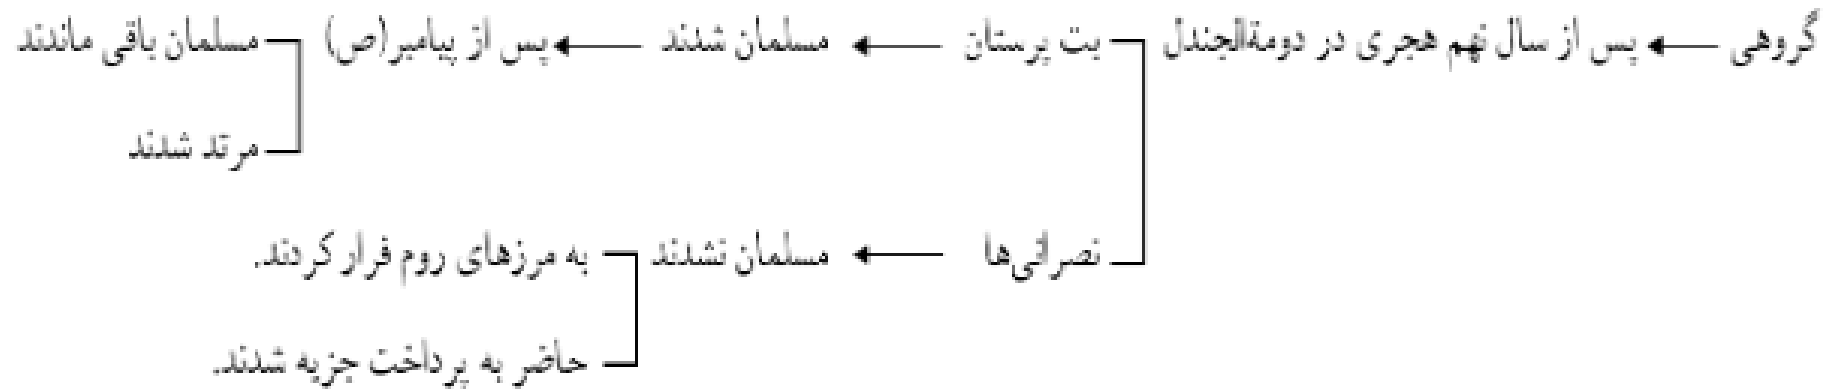 گروهی ← پس از سال نهم هجری در دومةالجندل بت پرستان ← مسلمان شدند ← پس از پیامبر(ص) مسلمان باقی ماندند
مرتد شدند
نصرانی‌ها ← مسلمان نشدند به مرزهای روم فرار کردند.
حاضر به پرداخت جزیه شدند.